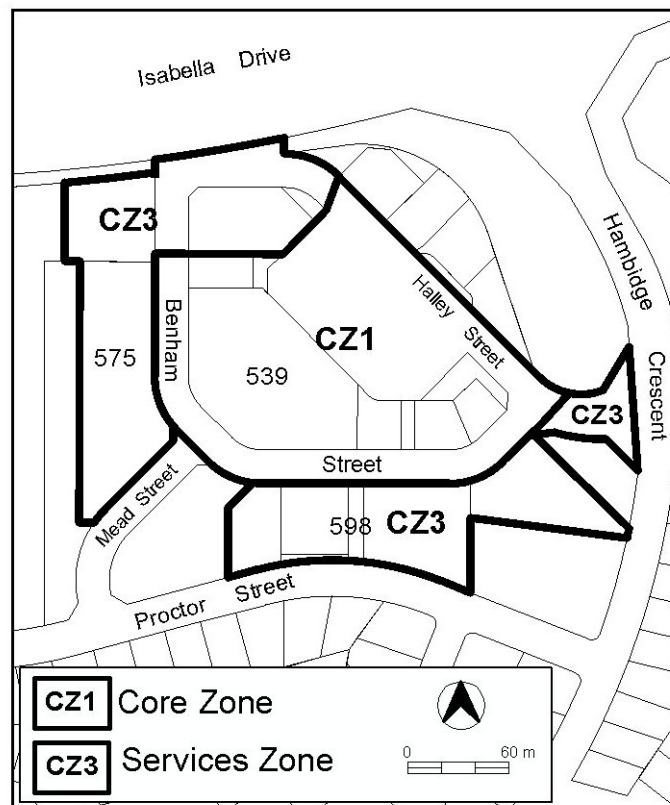 Isabella Drive
CZ3
Hambidge
Halley Street
Benham
CZ1
575
539
Crescent
CZ3
Street
Mead Street
598 CZ3
Proctor Street
CZ1 Core Zone
CZ3 Services Zone
0 60 m